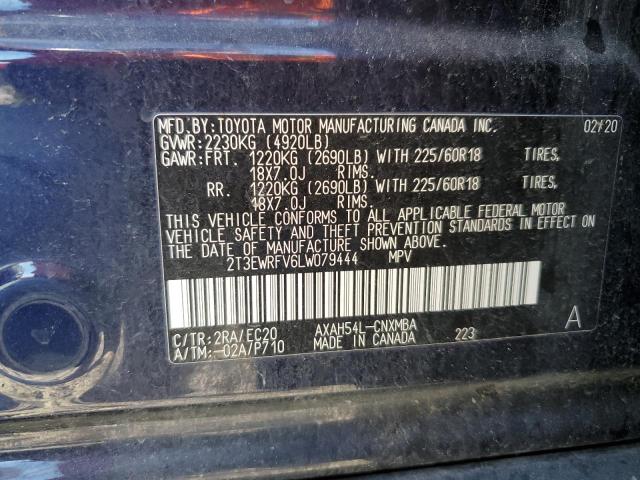 MFD.BY:TOYOTA MOTOR MANUFACTURING CANADA INC. 02/20
GVWR:2230KG (4920LB)
GAWR:FRT. 1220KG (2690LB) WITH 225/60R18 TIRES,
18X7.0J RIMS.
RR. 1220KG (2690LB) WITH 225/60R18 TIRES,
18X7.0J RIMS.
THIS VEHICLE CONFORMS TO ALL APPLICABLE FEDERAL MOTOR
VEHICLE SAFETY AND THEFT PREVENTION STANDARDS IN EFFECT ON
THE DATE OF MANUFACTURE SHOWN ABOVE.
2T3EWRFV6LW079444 MPV
C/TR:2RA/EC20 AXAH54L-CNXMBA A
A/TM:-02A/P710 MADE IN CANADA 223